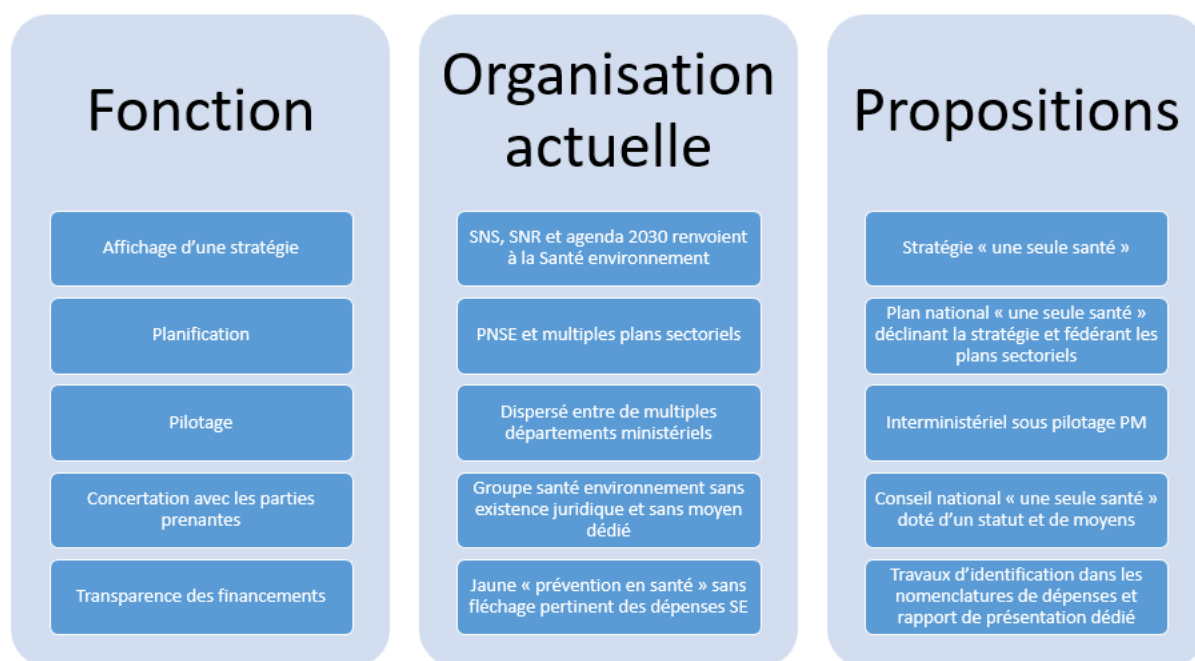 Fonction
Affichage d’une stratégie
Planification
Pilotage
Concertation avec les parties
prenantes
Transparence des financements
Organisation
actuelle
SNS, SNR et agenda 2030 renvoient
à la Santé environnement
PNSE et multiples plans sectoriels
Dispersé entre de multiples
départements ministériels
Groupe santé environnement sans
existence juridique et sans moyen
dédié
Jaune « prévention en santé » sans
fléchage pertinent des dépenses SE
Propositions
Stratégie « une seule santé »
Plan national « une seule santé »
déclinant la stratégie et fédérant les
plans sectoriels
Interministériel sous pilotage PM
Conseil national « une seule santé »
doté d’un statut et de moyens
Travaux d’identification dans les
nomenclatures de dépenses et
rapport de présentation dédié